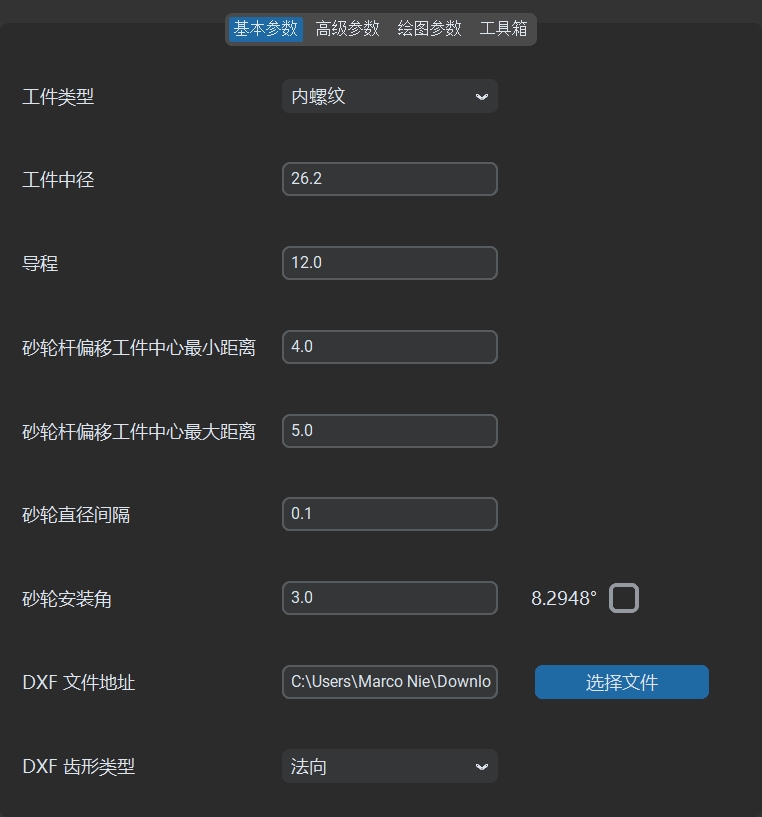 基本参数 高级参数 绘图参数 工具箱
工件类型 内螺纹
工件中径 26.2
导程 12.0
砂轮杆偏移工件中心最小距离 4.0
砂轮杆偏移工件中心最大距离 5.0
砂轮直径间隔 0.1
砂轮安装角 3.0 8.2948°
DXF 文件地址 C:\Users\Marco Nie\Downlo 选择文件
DXF 齿形类型 法向